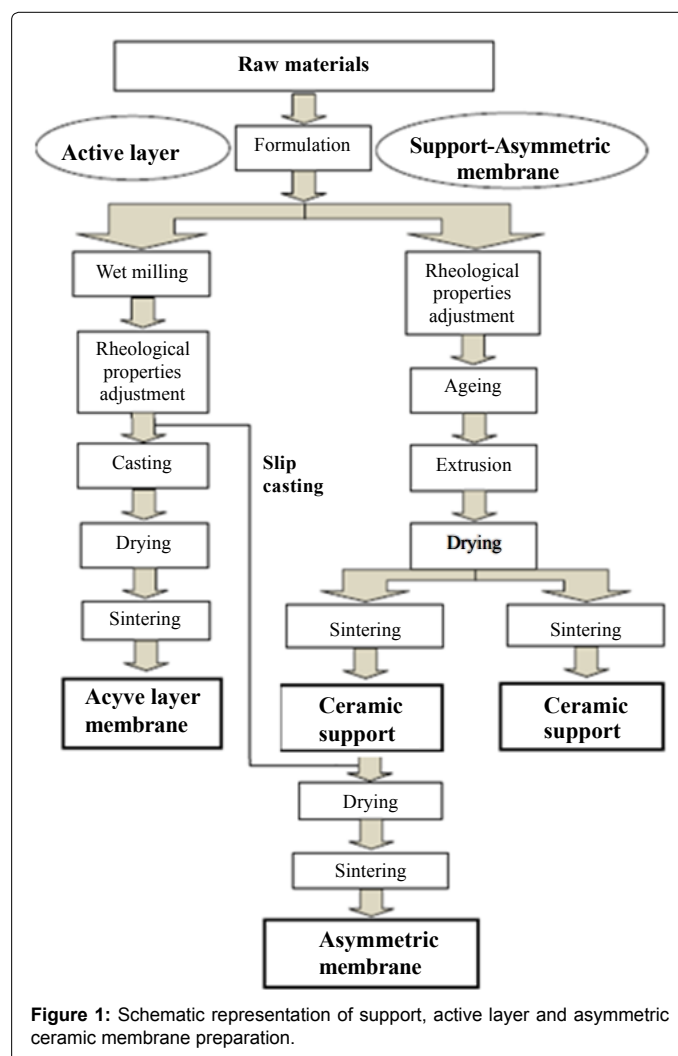 Raw materials
Active layer
Formulation
Support-Asymmetric
membrane
Wet milling
Rheological
properties
adjustment
Casting
Drying
Sintering
Acyve layer
membrane
Slip
casting
Rheological
properties
adjustment
Ageing
Extrusion
Drying
Sintering
Ceramic
support
Sintering
Ceramic
support
Drying
Sintering
Asymmetric
membrane
Figure 1: Schematic representation of support, active layer and asymmetric
ceramic membrane preparation.